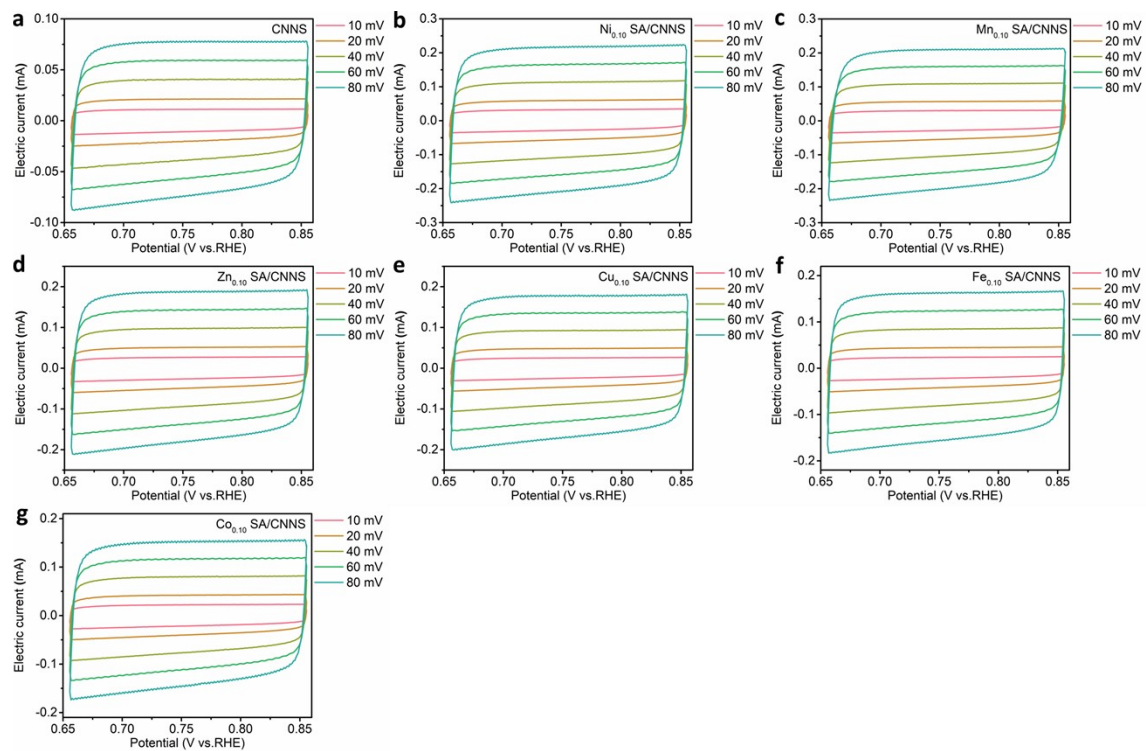 a
CNNS
10 mV
20 mV
40 mV
60 mV
80 mV
0.10
0.05
0.00
-0.05
-0.10
Electric current (mA)
0.65 0.70 0.75 0.80 0.85
Potential (V vs.RHE)
b
Ni0.10 SA/CNNS
10 mV
20 mV
40 mV
60 mV
80 mV
0.3
0.2
0.1
0.0
-0.1
-0.2
-0.3
Electric current (mA)
0.65 0.70 0.75 0.80 0.85
Potential (V vs.RHE)
c
Mn0.10 SA/CNNS
10 mV
20 mV
40 mV
60 mV
80 mV
0.3
0.2
0.1
0.0
-0.1
-0.2
-0.3
Electric current (mA)
0.65 0.70 0.75 0.80 0.85
Potential (V vs.RHE)
d
Zn0.10 SA/CNNS
10 mV
20 mV
40 mV
60 mV
80 mV
0.2
0.1
0.0
-0.1
-0.2
Electric current (mA)
0.65 0.70 0.75 0.80 0.85
Potential (V vs.RHE)
e
Cu0.10 SA/CNNS
10 mV
20 mV
40 mV
60 mV
80 mV
0.2
0.1
0.0
-0.1
-0.2
Electric current (mA)
0.65 0.70 0.75 0.80 0.85
Potential (V vs.RHE)
f
Fe0.10 SA/CNNS
10 mV
20 mV
40 mV
60 mV
80 mV
0.2
0.1
0.0
-0.1
-0.2
Electric current (mA)
0.65 0.70 0.75 0.80 0.85
Potential (V vs.RHE)
g
Co0.10 SA/CNNS
10 mV
20 mV
40 mV
60 mV
80 mV
0.2
0.1
0.0
-0.1
-0.2
Electric current (mA)
0.65 0.70 0.75 0.80 0.85
Potential (V vs.RHE)